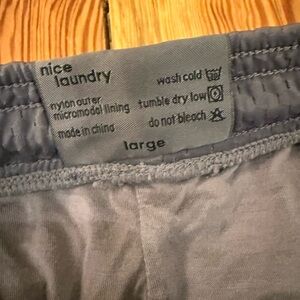 nice
laundry
nylon outer
micromodal lining
made in china
wash cold
tumble dry low
do not bleach
large